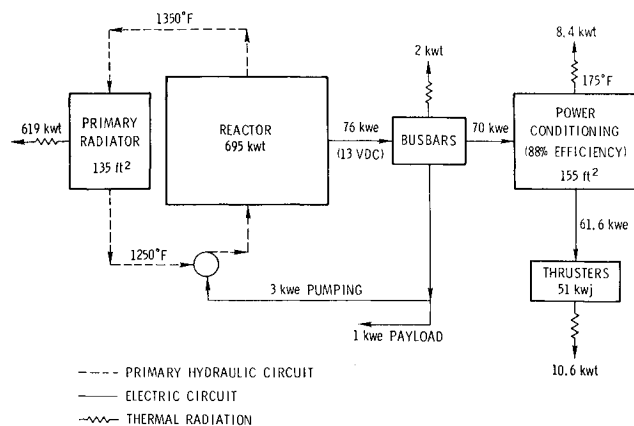 1350°F
8.4 kwt
2 kwt
175°F
619 kwt
PRIMARY
RADIATOR
135 ft²
REACTOR
695 kwt
76 kwe
(13 VDC)
BUSBARS
70 kwe
POWER
CONDITIONING
(88% EFFICIENCY)
155 ft²
1250°F
61.6 kwe
3 kwe PUMPING
THRUSTERS
51 kwj
1 kwe PAYLOAD
10.6 kwt
PRIMARY HYDRAULIC CIRCUIT
ELECTRIC CIRCUIT
THERMAL RADIATION